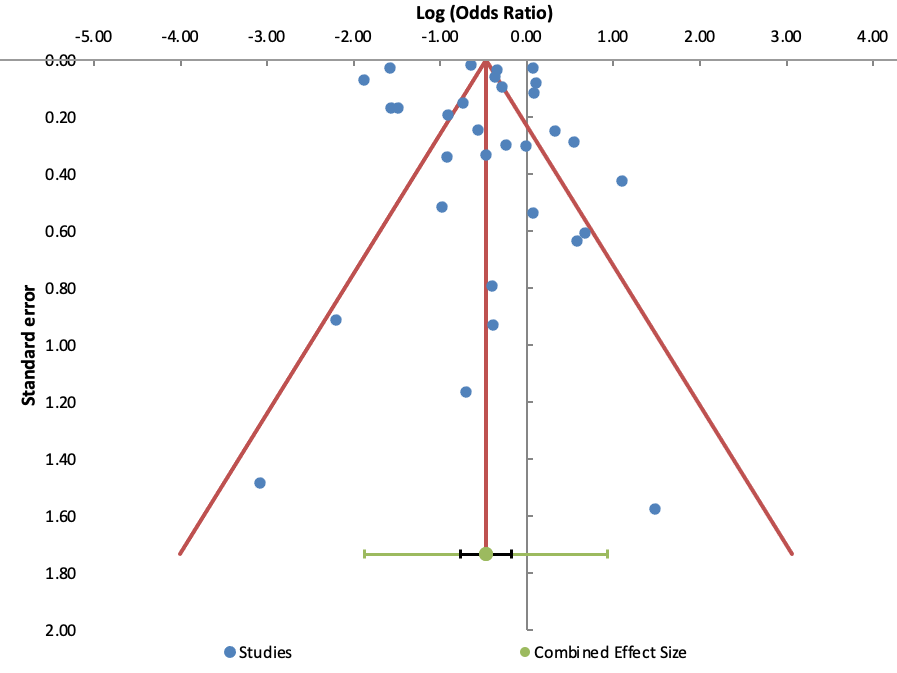 Log (Odds Ratio)
-5.00 -4.00 -3.00 -2.00 -1.00 0.00 1.00 2.00 3.00 4.00
0.00
0.20
0.40
0.60
0.80
1.00
1.20
1.40
1.60
1.80
2.00
Standard error
Studies Combined Effect Size